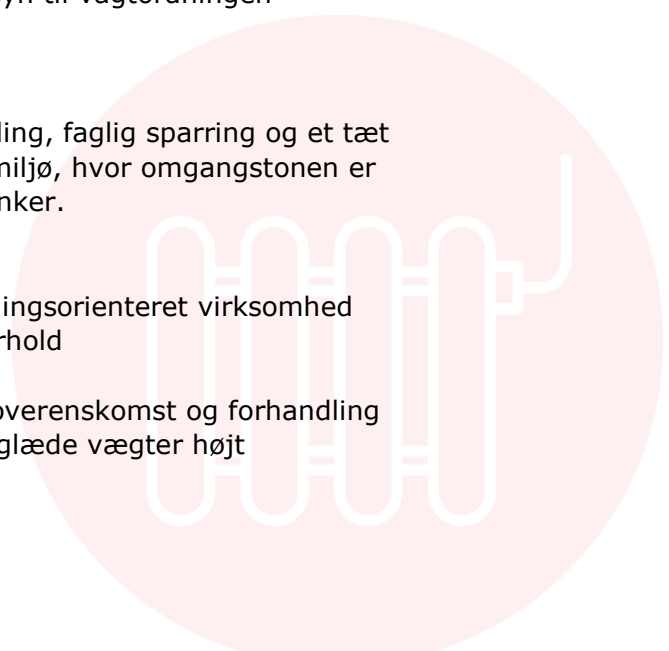 til vagtordningen
ling, faglig sparring og et tæt
miljø, hvor omgangstonen er
nker.
ingsorienteret virksomhed
rhold
overenskomst og forhandling
glæde vægter højt